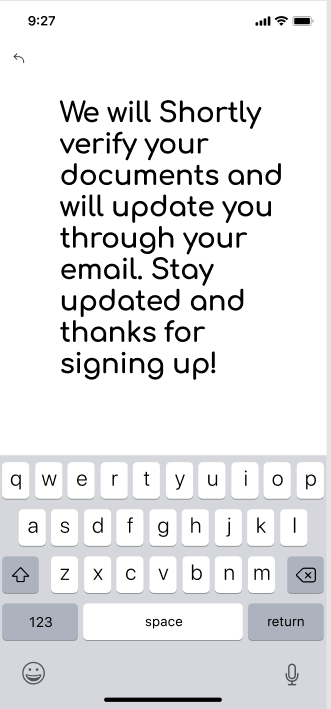 9:27
We will Shortly
verify your
documents and
will update you
through your
email. Stay
updated and
thanks for
signing up!
q w e r t y u i o p
a s d f g h j k l
z x c v b n m
123 space return